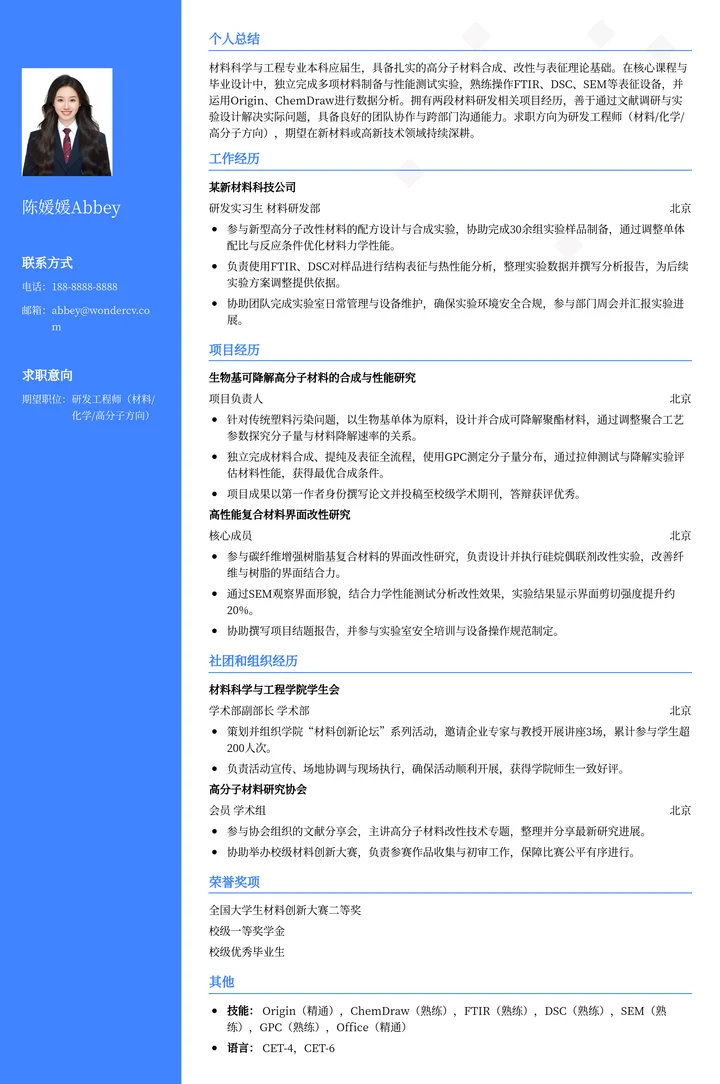 陈媛媛Abbey
联系方式
电话：188-8888-8888
邮箱：abbey@wondercv.co
m
求职意向
期望职位：研发工程师（材料/
化学/高分子方向）
个人总结
材料科学与工程专业本科应届生，具备扎实的高分子材料合成、改性与表征理论基础。在核心课程与
毕业设计中，独立完成多项材料制备与性能测试实验，熟练操作FTIR、DSC、SEM等表征设备，并
运用Origin、ChemDraw进行数据分析。拥有两段材料研发相关项目经历，善于通过文献调研与实
验设计解决实际问题，具备良好的团队协作与跨部门沟通能力。求职方向为研发工程师（材料/化学/
高分子方向），期望在新材料或高新技术领域持续深耕。
工作经历
某新材料科技公司
研发实习生 材料研发部 北京
• 参与新型高分子改性材料的配方设计与合成实验，协助完成30余组实验样品制备，通过调整单体
配比与反应条件优化材料力学性能。
• 负责使用FTIR、DSC对样品进行结构表征与热性能分析，整理实验数据并撰写分析报告，为后续
实验方案调整提供依据。
• 协助团队完成实验室日常管理与设备维护，确保实验环境安全合规，参与部门周会并汇报实验进
展。
项目经历
生物基可降解高分子材料的合成与性能研究
项目负责人 北京
• 针对传统塑料污染问题，以生物基单体为原料，设计并合成可降解聚酯材料，通过调整聚合工艺
参数探究分子量与材料降解速率的关系。
• 独立完成材料合成、提纯及表征全流程，使用GPC测定分子量分布，通过拉伸测试与降解实验评
估材料性能，获得最优合成条件。
• 项目成果以第一作者身份撰写论文并投稿至校级学术期刊，答辩获评优秀。
高性能复合材料界面改性研究
核心成员 北京
• 参与碳纤维增强树脂基复合材料的界面改性研究，负责设计并执行硅烷偶联剂改性实验，改善纤
维与树脂的界面结合力。
• 通过SEM观察界面形貌，结合力学性能测试分析改性效果，实验结果显示界面剪切强度提升约
20%。
• 协助撰写项目结题报告，并参与实验室安全培训与设备操作规范制定。
社团和组织经历
材料科学与工程学院学生会
学术部副部长 学术部 北京
• 策划并组织学院“材料创新论坛”系列活动，邀请企业专家与教授开展讲座3场，累计参与学生超
200人次。
• 负责活动宣传、场地协调与现场执行，确保活动顺利开展，获得学院师生一致好评。
高分子材料研究协会
会员 学术组 北京
• 参与协会组织的文献分享会，主讲高分子材料改性技术专题，整理并分享最新研究进展。
• 协助举办校级材料创新大赛，负责参赛作品收集与初审工作，保障比赛公平有序进行。
荣誉奖项
全国大学生材料创新大赛二等奖
校级一等奖学金
校级优秀毕业生
其他
• 技能： Origin（精通），ChemDraw（熟练），FTIR（熟练），DSC（熟练），SEM（熟
练），GPC（熟练），Office（精通）
• 语言： CET-4，CET-6